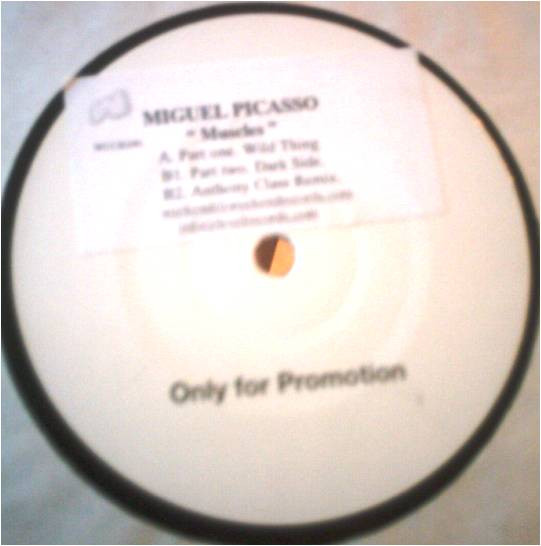 MIGUEL PICASSO
" Muscles "
A. Part one. Wild Thing
B1. Part two. Dark Side.
B2. Anthony Class Remix.
Only for Promotion